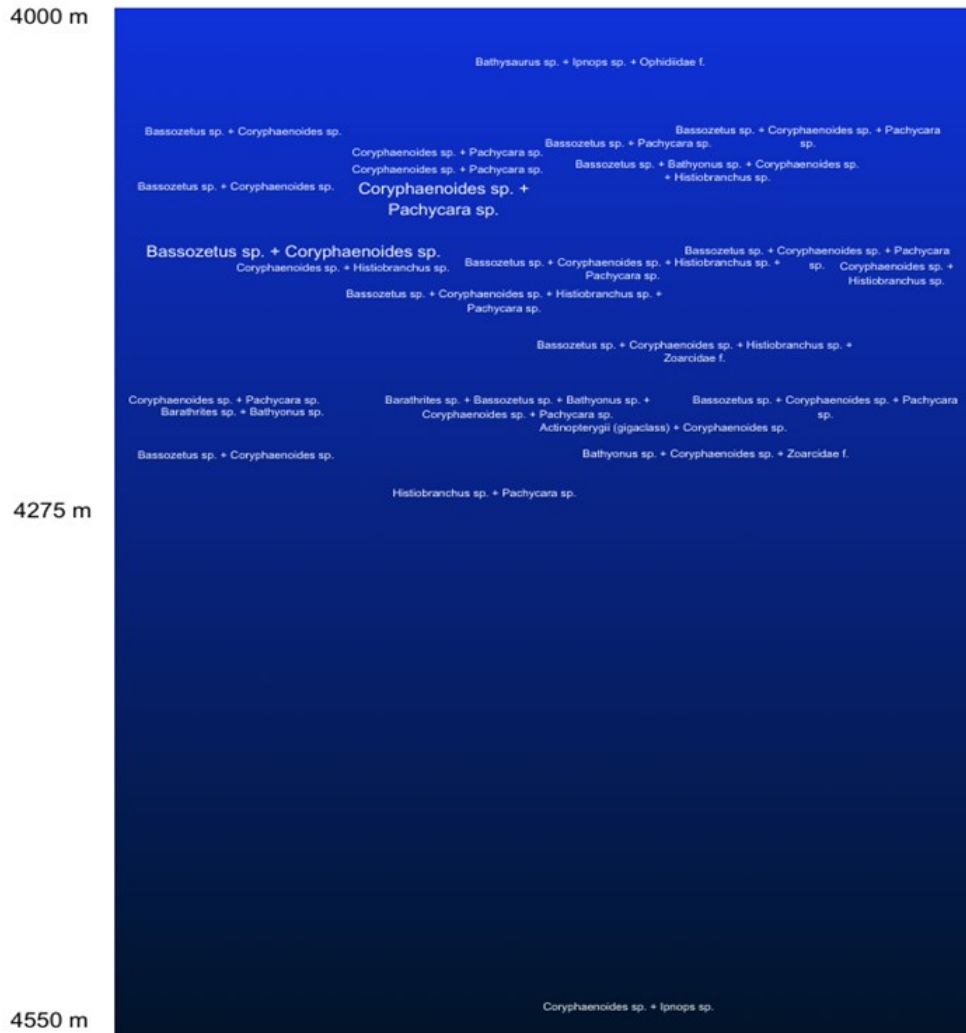 4000 m
Bathysaurus sp. + Ipnops sp. + Ophidiidae f.
Bassozetus sp. + Coryphaenoides sp.
Bassozetus sp. + Coryphaenoides sp. + Pachycara
sp.
Bassozetus sp. + Pachycara sp.
Coryphaenoides sp. + Pachycara sp.
Bassozetus sp. + Bathyonus sp. + Coryphaenoides sp.
+ Histiobranchus sp.
Coryphaenoides sp. + Pachycara sp.
Bassozetus sp. + Coryphaenoides sp.
Coryphaenoides sp. +
Pachycara sp.
Bassozetus sp. + Coryphaenoides sp.
Coryphaenoides sp. + Histiobranchus sp.
Bassozetus sp. + Coryphaenoides sp. + Histiobranchus sp. +
Pachycara sp.
Bassozetus sp. + Coryphaenoides sp. + Pachycara
sp.
Coryphaenoides sp. +
Histiobranchus sp.
Bassozetus sp. + Coryphaenoides sp. + Histiobranchus sp. +
Pachycara sp.
Bassozetus sp. + Coryphaenoides sp. + Histiobranchus sp. +
Zoarcidae f.
Coryphaenoides sp. + Pachycara sp.
Barathrites sp. + Bathyonus sp.
Barathrites sp. + Bassozetus sp. + Bathyonus sp. +
Coryphaenoides sp. + Pachycara sp.
Bassozetus sp. + Coryphaenoides sp. + Pachycara
sp.
Actinopterygii (gigaclass) + Coryphaenoides sp.
Bassozetus sp. + Coryphaenoides sp.
Bathyonus sp. + Coryphaenoides sp. + Zoarcidae f.
Histiobranchus sp. + Pachycara sp.
4275 m
Coryphaenoides sp. + Ipnops sp.
4550 m